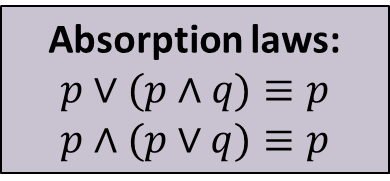 Absorption laws:
p ∨ (p ∧ q) ≡ p
p ∧ (p ∨ q) ≡ p